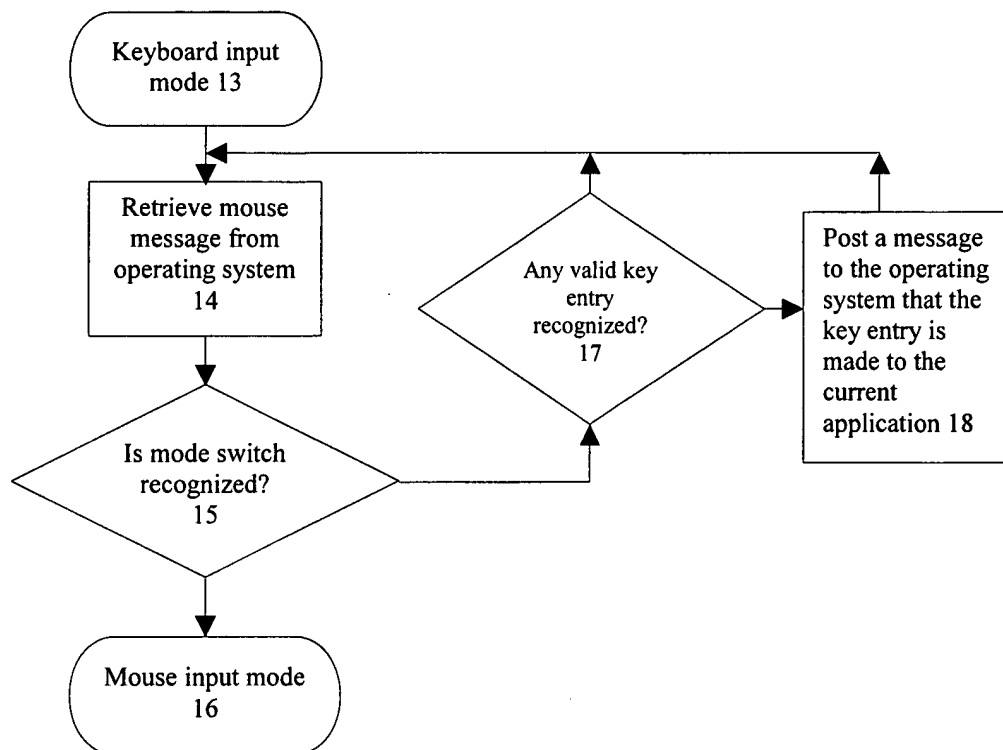 Keyboard input
mode 13
Retrieve mouse
message from
operating system
14
Is mode switch
recognized?
15
Mouse input mode
16
Any valid key
entry
recognized?
17
Post a message
to the operating
system that the
key entry is
made to the
current
application 18